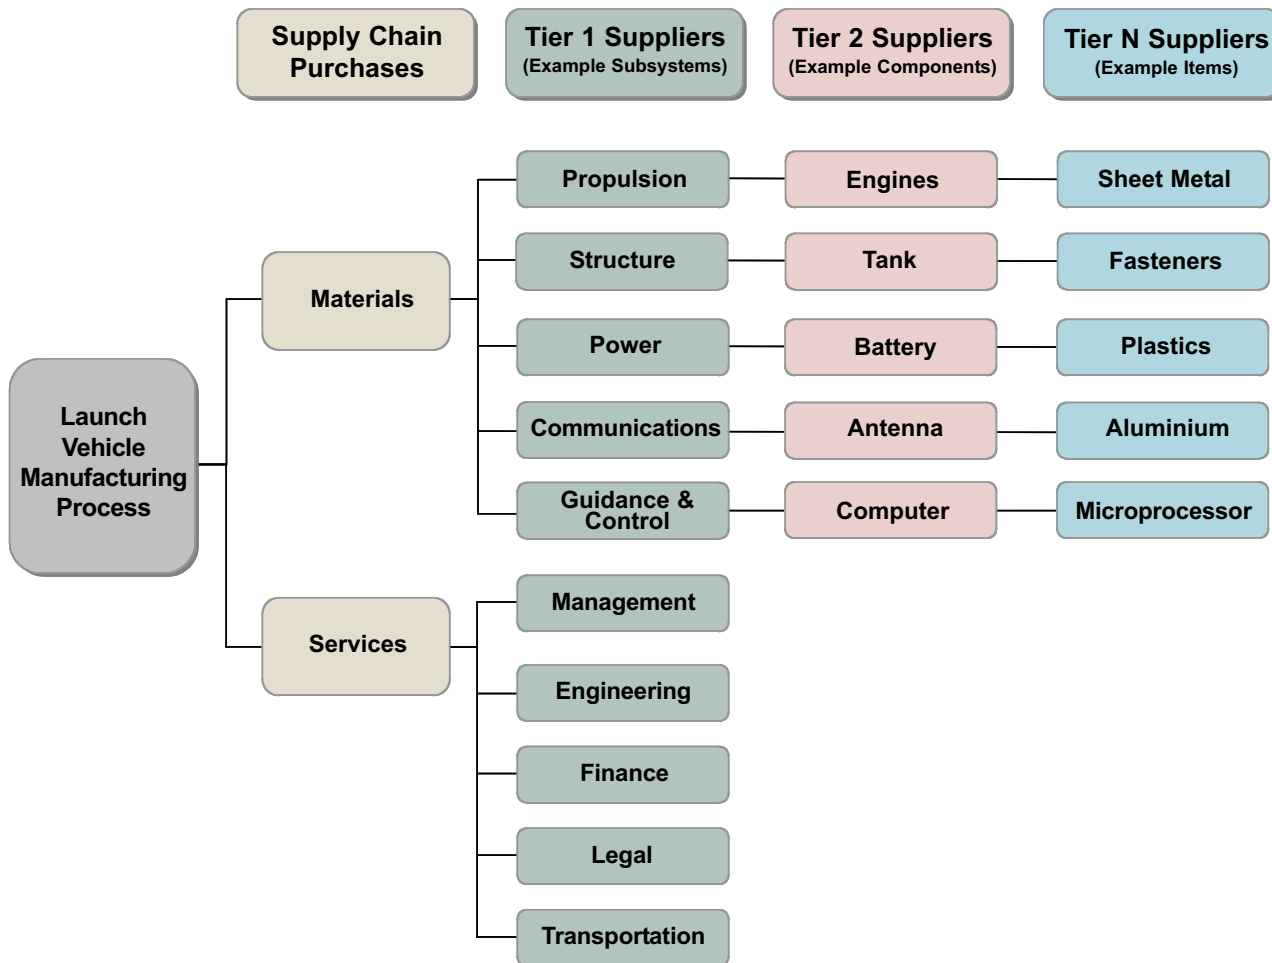 Supply Chain
Purchases
Tier 1 Suppliers
(Example Subsystems)
Tier 2 Suppliers
(Example Components)
Tier N Suppliers
(Example Items)
Launch
Vehicle
Manufacturing
Process
Materials
Propulsion
Engines
Sheet Metal
Structure
Tank
Fasteners
Power
Battery
Plastics
Communications
Antenna
Aluminium
Guidance &
Control
Computer
Microprocessor
Services
Management
Engineering
Finance
Legal
Transportation